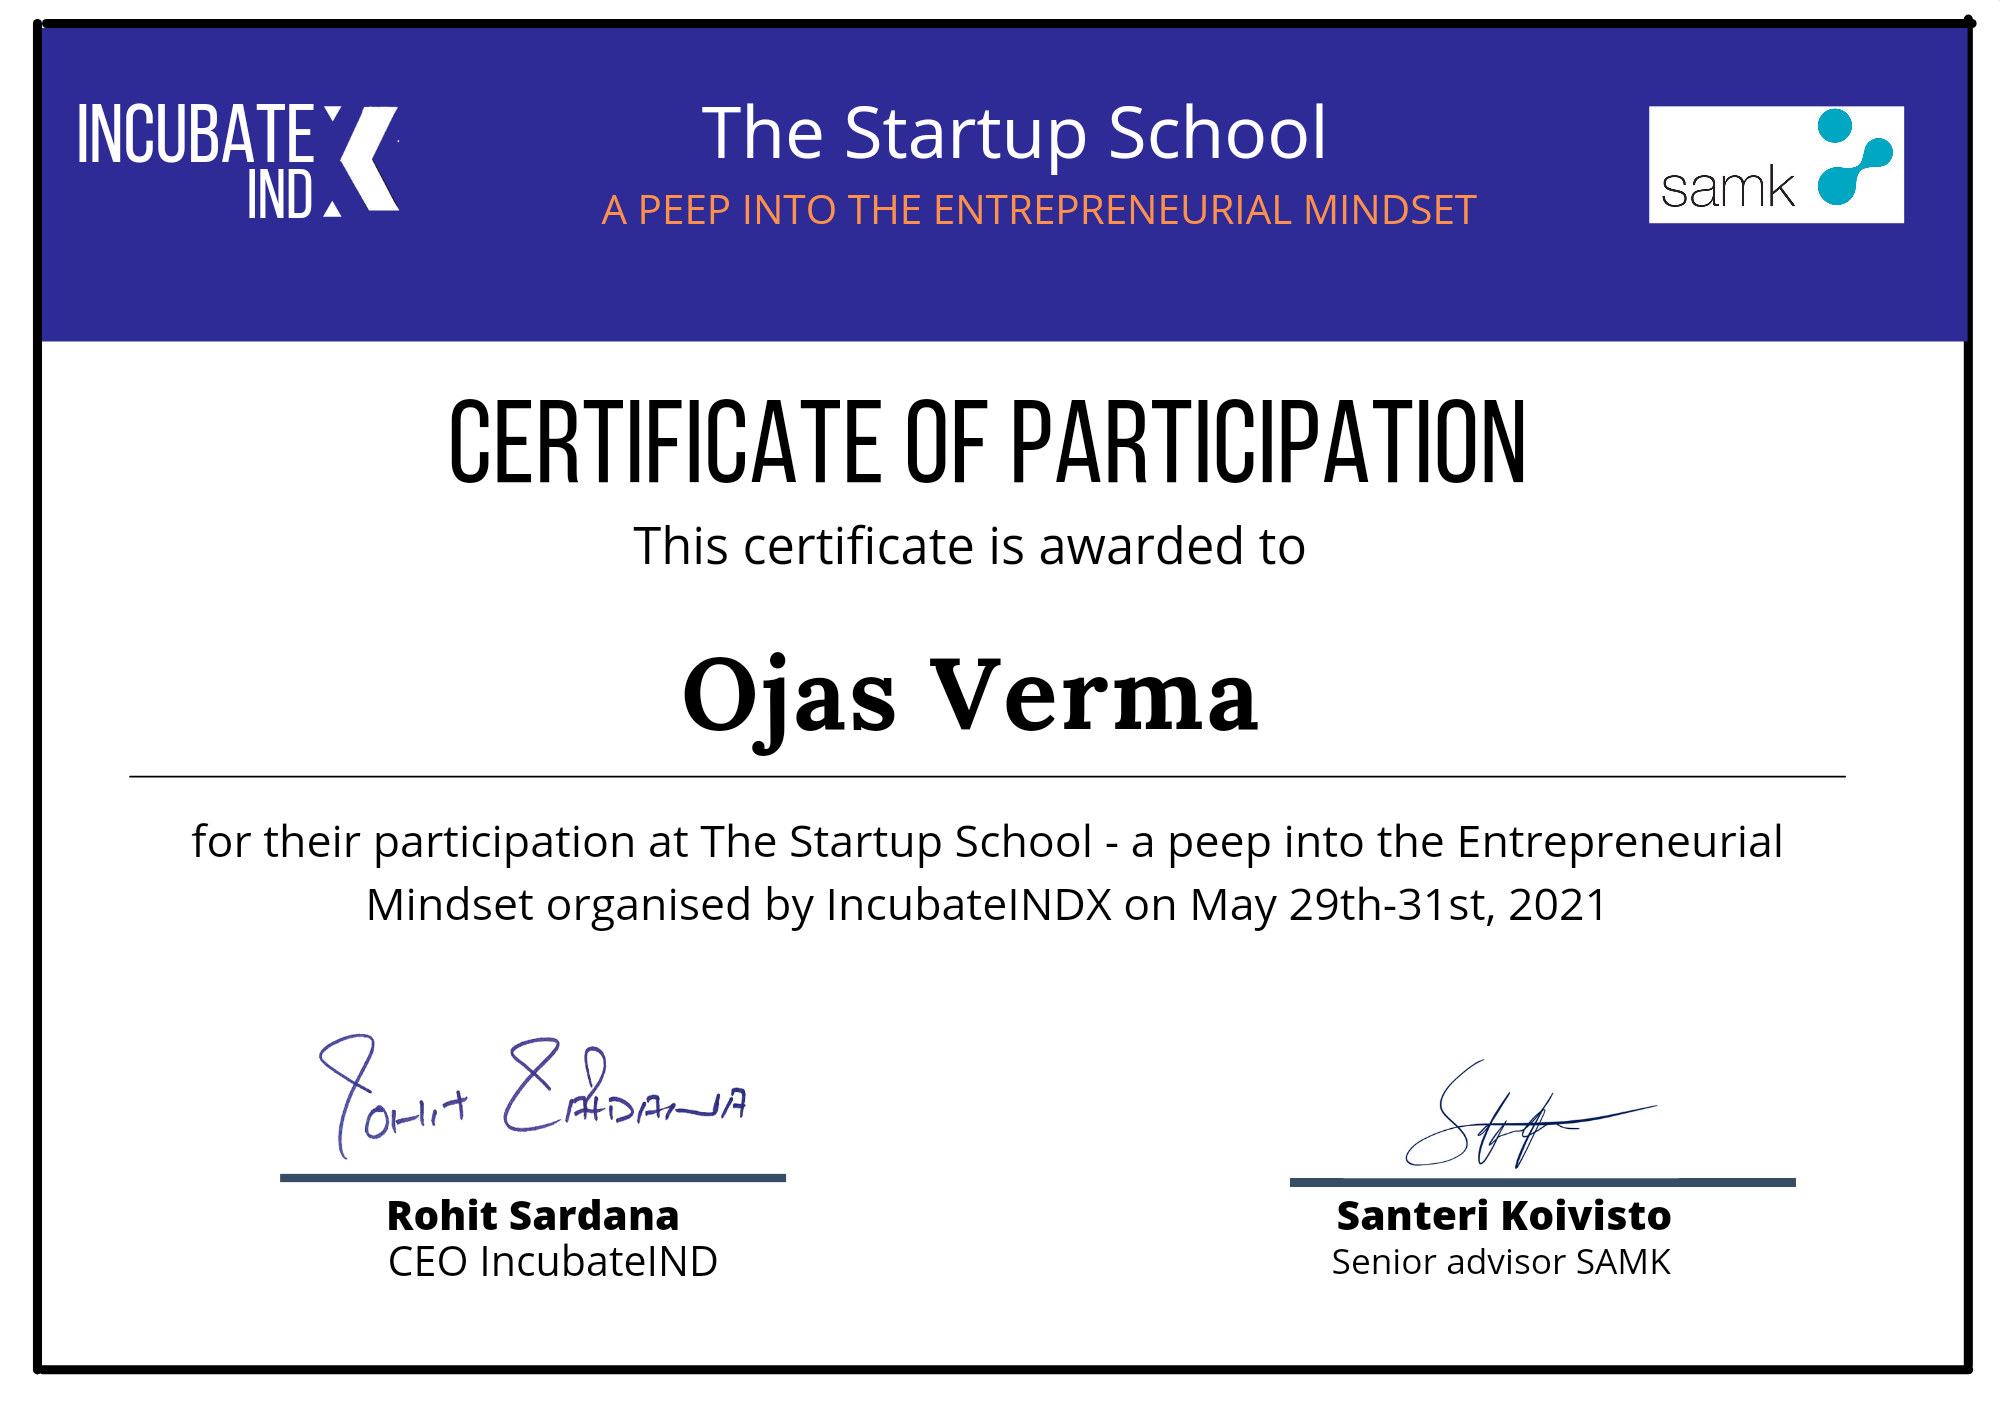 INCUBATE
IND X
The Startup School
A PEEP INTO THE ENTREPRENEURIAL MINDSET
samk
CERTIFICATE OF PARTICIPATION
This certificate is awarded to
Ojas Verma
for their participation at The Startup School - a peep into the Entrepreneurial
Mindset organised by IncubateINDX on May 29th-31st, 2021
Rohit Sardana
Rohit Sardana
CEO IncubateIND
Santeri Koivisto
Senior advisor SAMK